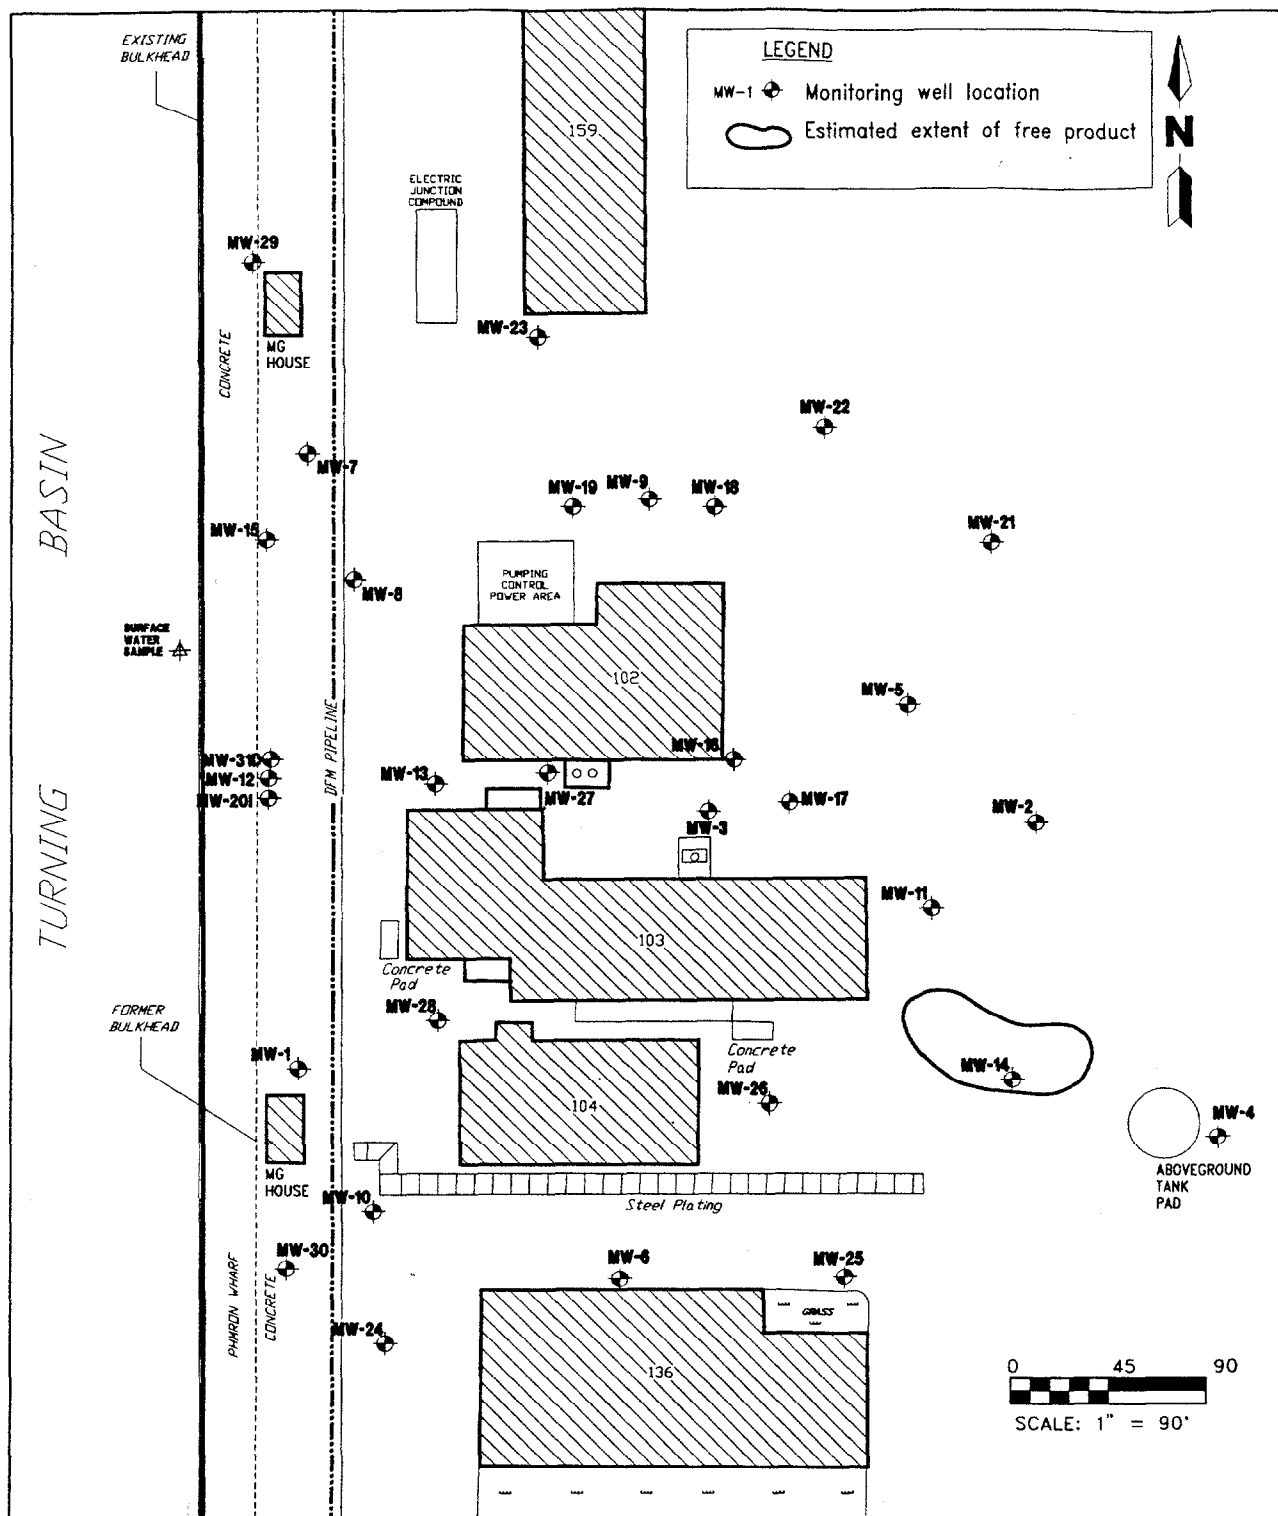 EXISTING
BULKHEAD
LEGEND
MW-1
Monitoring well location
Estimated extent of free product
N
159
ELECTRIC
JUNCTION
COMPOUND
MW-29
MW-23
CONCRETE
MG
HOUSE
MW-22
BASIN
MW-7
MW-19
MW-9
MW-18
MW-15
MW-21
PUMPING
CONTROL
POWER AREA
MW-8
SURFACE
WATER
SAMPLE
102
MW-5
DFM PIPELINE
MW-31D
MW-12
MW-20I
MW-13
MW-27
MW-16
MW-17
MW-3
MW-2
TURNING
MW-11
103
Concrete
Pad
MW-28
FORMER
BULKHEAD
MW-1
Concrete
Pad
MW-26
MW-14
104
MW-4
ABOVEGROUND
TANK
PAD
MG
HOUSE
MW-10
Steel Plating
MW-30
MW-6
MW-25
PHMRON WHARF
CONCRETE
GRASS
MW-24
136
0 45 90
SCALE: 1" = 90'